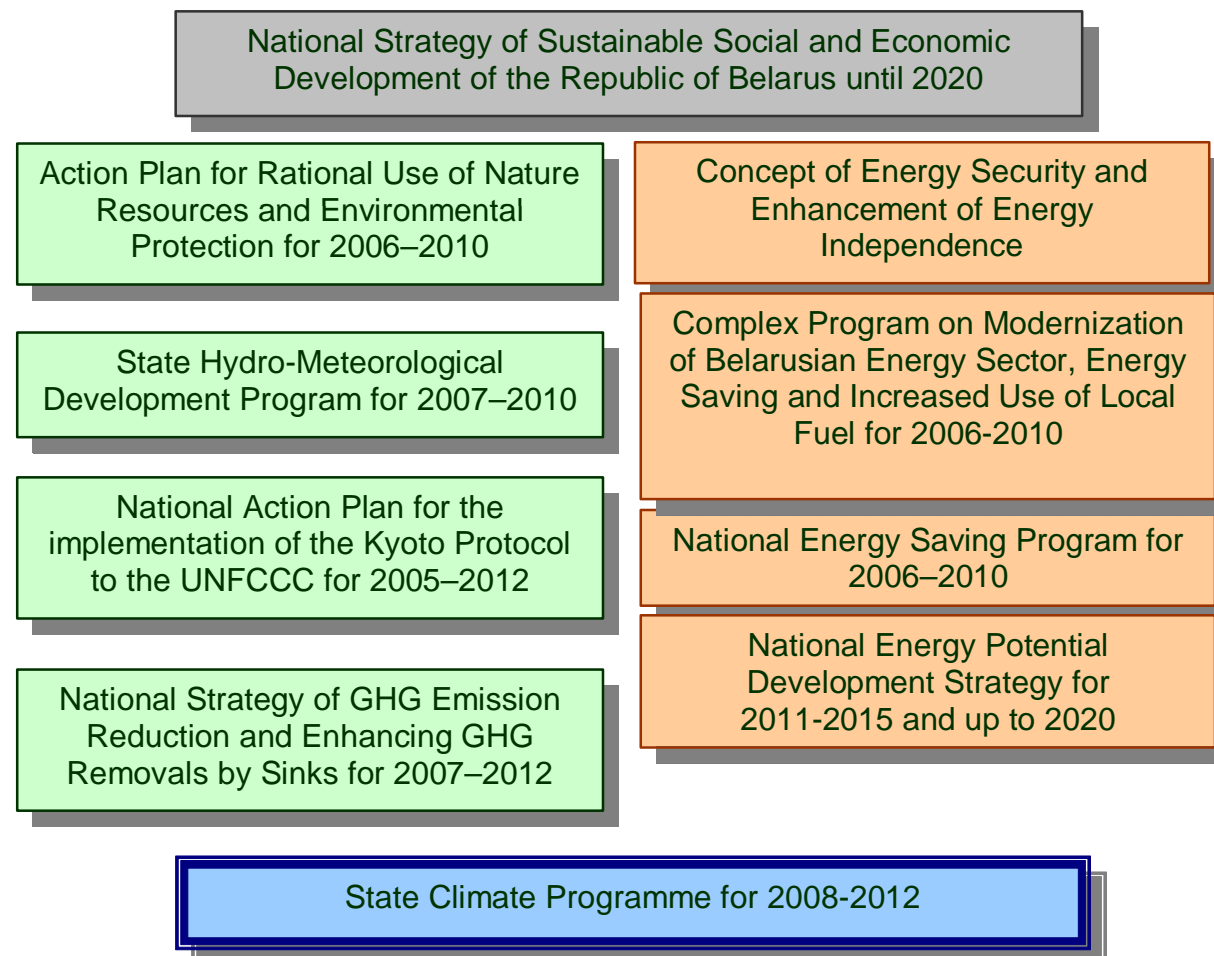 National Strategy of Sustainable Social and Economic
Development of the Republic of Belarus until 2020
Action Plan for Rational Use of Nature
Resources and Environmental
Protection for 2006–2010
State Hydro-Meteorological
Development Program for 2007–2010
National Action Plan for the
implementation of the Kyoto Protocol
to the UNFCCC for 2005–2012
National Strategy of GHG Emission
Reduction and Enhancing GHG
Removals by Sinks for 2007–2012
Concept of Energy Security and
Enhancement of Energy
Independence
Complex Program on Modernization
of Belarusian Energy Sector, Energy
Saving and Increased Use of Local
Fuel for 2006-2010
National Energy Saving Program for
2006–2010
National Energy Potential
Development Strategy for
2011-2015 and up to 2020
State Climate Programme for 2008-2012